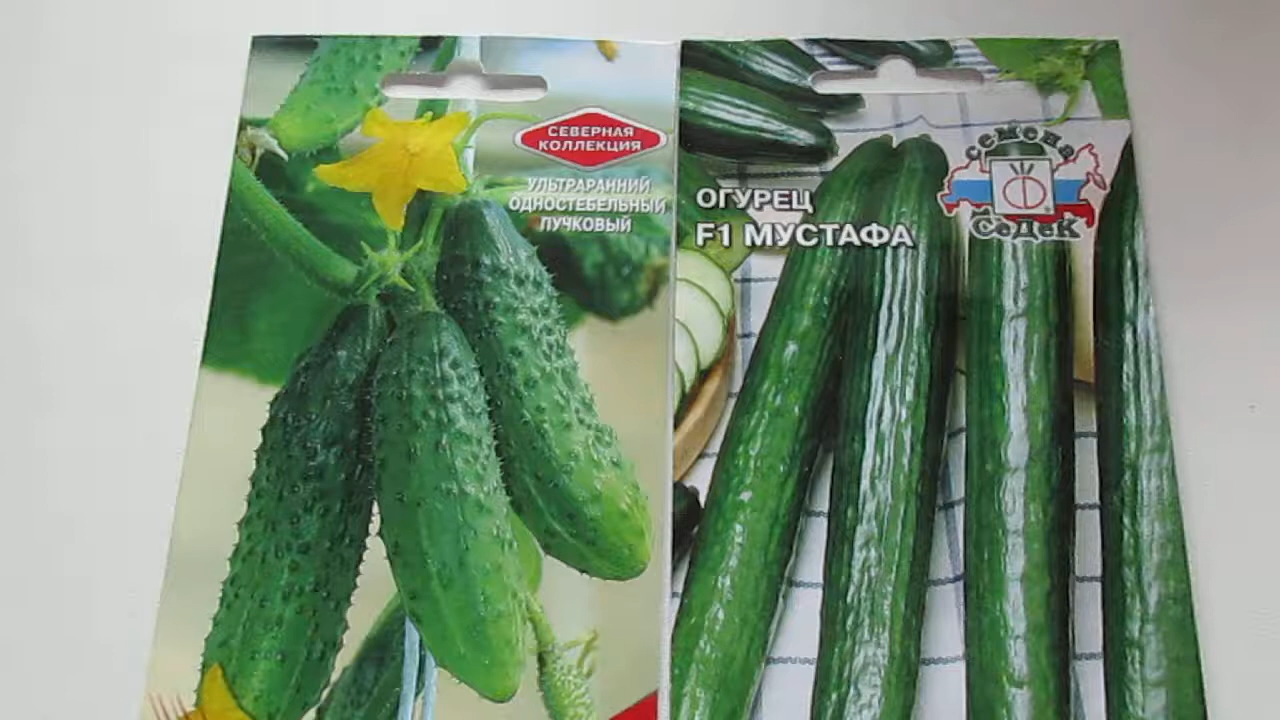 СЕВЕРНАЯ
КОЛЛЕКЦИЯ
УЛЬТРАРАННИЙ
ОДНОСТЕБЕЛЬНЫЙ
ПУЧКОВЫЙ
ОГУРЕЦ
F1 МУСТАФА
семена
СеДеК